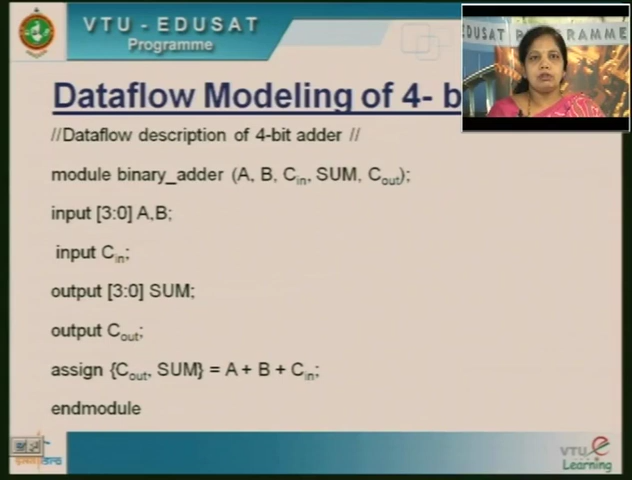 VTU - EDUSAT
Programme
EDUSAT PROGRAMME
Dataflow Modeling of 4- b
//Dataflow description of 4-bit adder //
module binary_adder (A, B, Cin, SUM, Cout);
input [3:0] A,B;
input Cin;
output [3:0] SUM;
output Cout;
assign {Cout, SUM} = A + B + Cin;
endmodule
VTU e
Learning